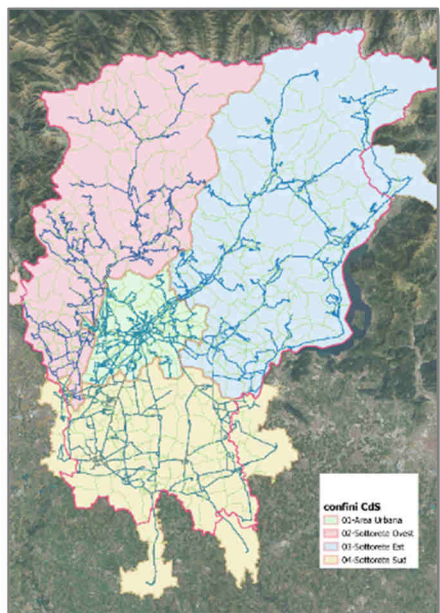 confini CdS
01-Area Urbana
02-Sottorete Ovest
03-Sottorete Est
04-Sottorete Sud